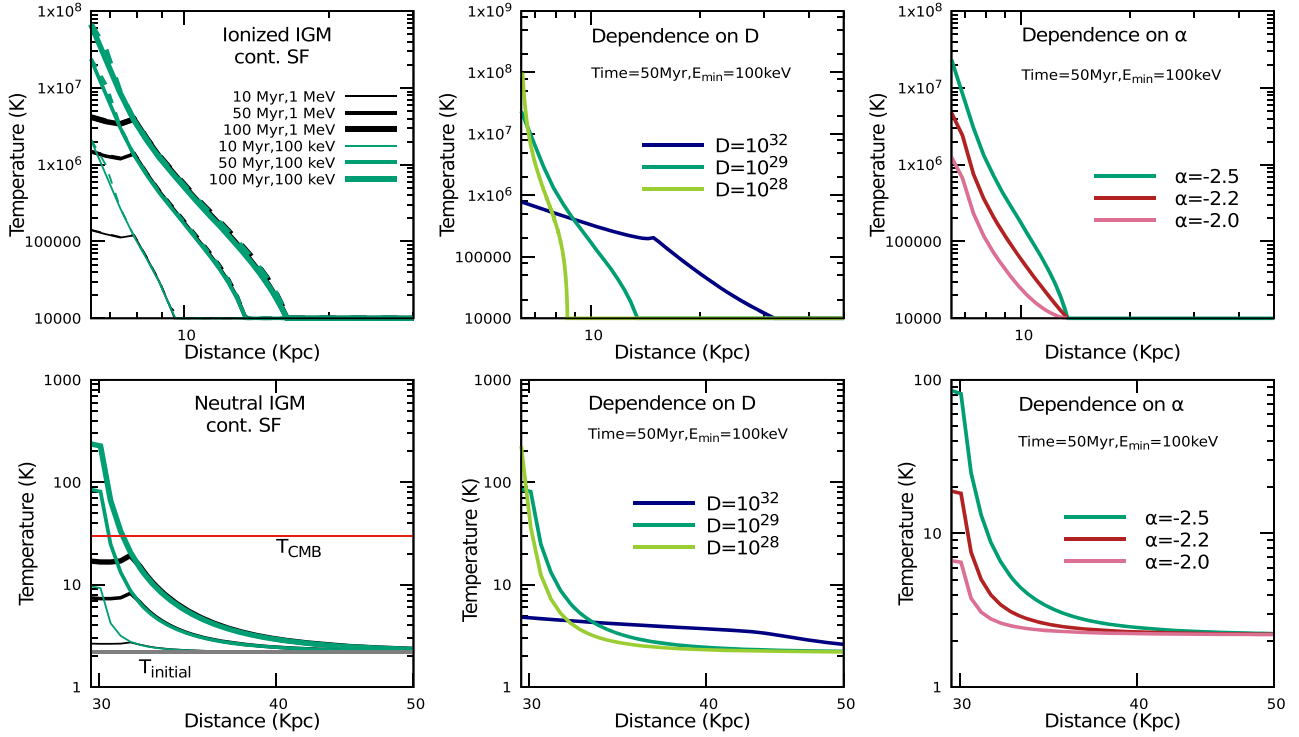 Ionized IGM
cont. SF
10 Myr,1 MeV
50 Myr,1 MeV
100 Myr,1 MeV
10 Myr,100 keV
50 Myr,100 keV
100 Myr,100 keV
1x10^8
1x10^7
1x10^6
100000
10000
Temperature (K)
10
Distance (Kpc)
Dependence on D
Time=50Myr,E_min=100keV
D=10^32
D=10^29
D=10^28
1x10^9
1x10^8
1x10^7
1x10^6
100000
10000
Temperature (K)
10
Distance (Kpc)
Dependence on α
Time=50Myr,E_min=100keV
α=-2.5
α=-2.2
α=-2.0
1x10^8
1x10^7
1x10^6
100000
10000
Temperature (K)
10
Distance (Kpc)
Neutral IGM
cont. SF
T_CMB
T_initial
1000
100
10
1
Temperature (K)
30 40 50
Distance (Kpc)
Dependence on D
Time=50Myr,E_min=100keV
D=10^32
D=10^29
D=10^28
1000
100
10
1
Temperature (K)
30 40 50
Distance (Kpc)
Dependence on α
Time=50Myr,E_min=100keV
α=-2.5
α=-2.2
α=-2.0
100
10
1
Temperature (K)
30 40 50
Distance (Kpc)